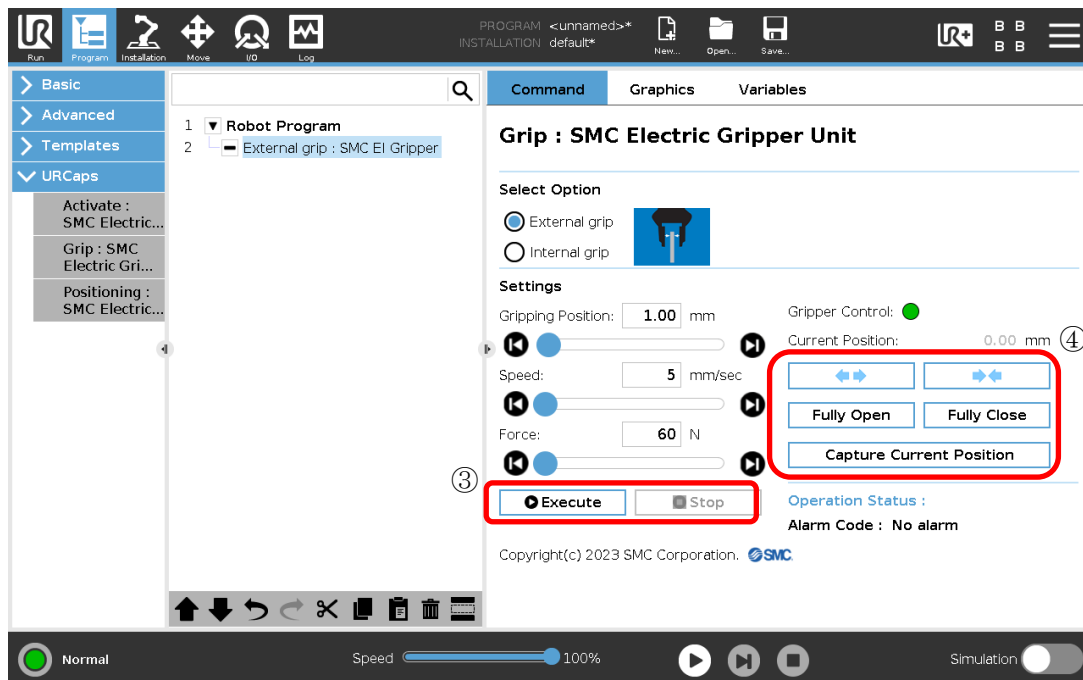 PROGRAM <unnamed>*
INSTALLATION default*
Run
Program
Installation
Move
I/O
Log
New...
Open...
Save...
UR+
B B
B B
Basic
Advanced
Templates
URCaps
Activate :
SMC Electric...
Grip : SMC
Electric Gri...
Positioning :
SMC Electric...
1 Robot Program
2 External grip : SMC El Gripper
Command Graphics Variables
Grip : SMC Electric Gripper Unit
Select Option
External grip
Internal grip
Settings
Gripping Position: 1.00 mm
Speed: 5 mm/sec
Force: 60 N
③
Execute Stop
Gripper Control:
Current Position: 0.00 mm ④
Fully Open Fully Close
Capture Current Position
Operation Status :
Alarm Code : No alarm
Copyright(c) 2023 SMC Corporation. SMC.
Normal
Speed 100%
Simulation